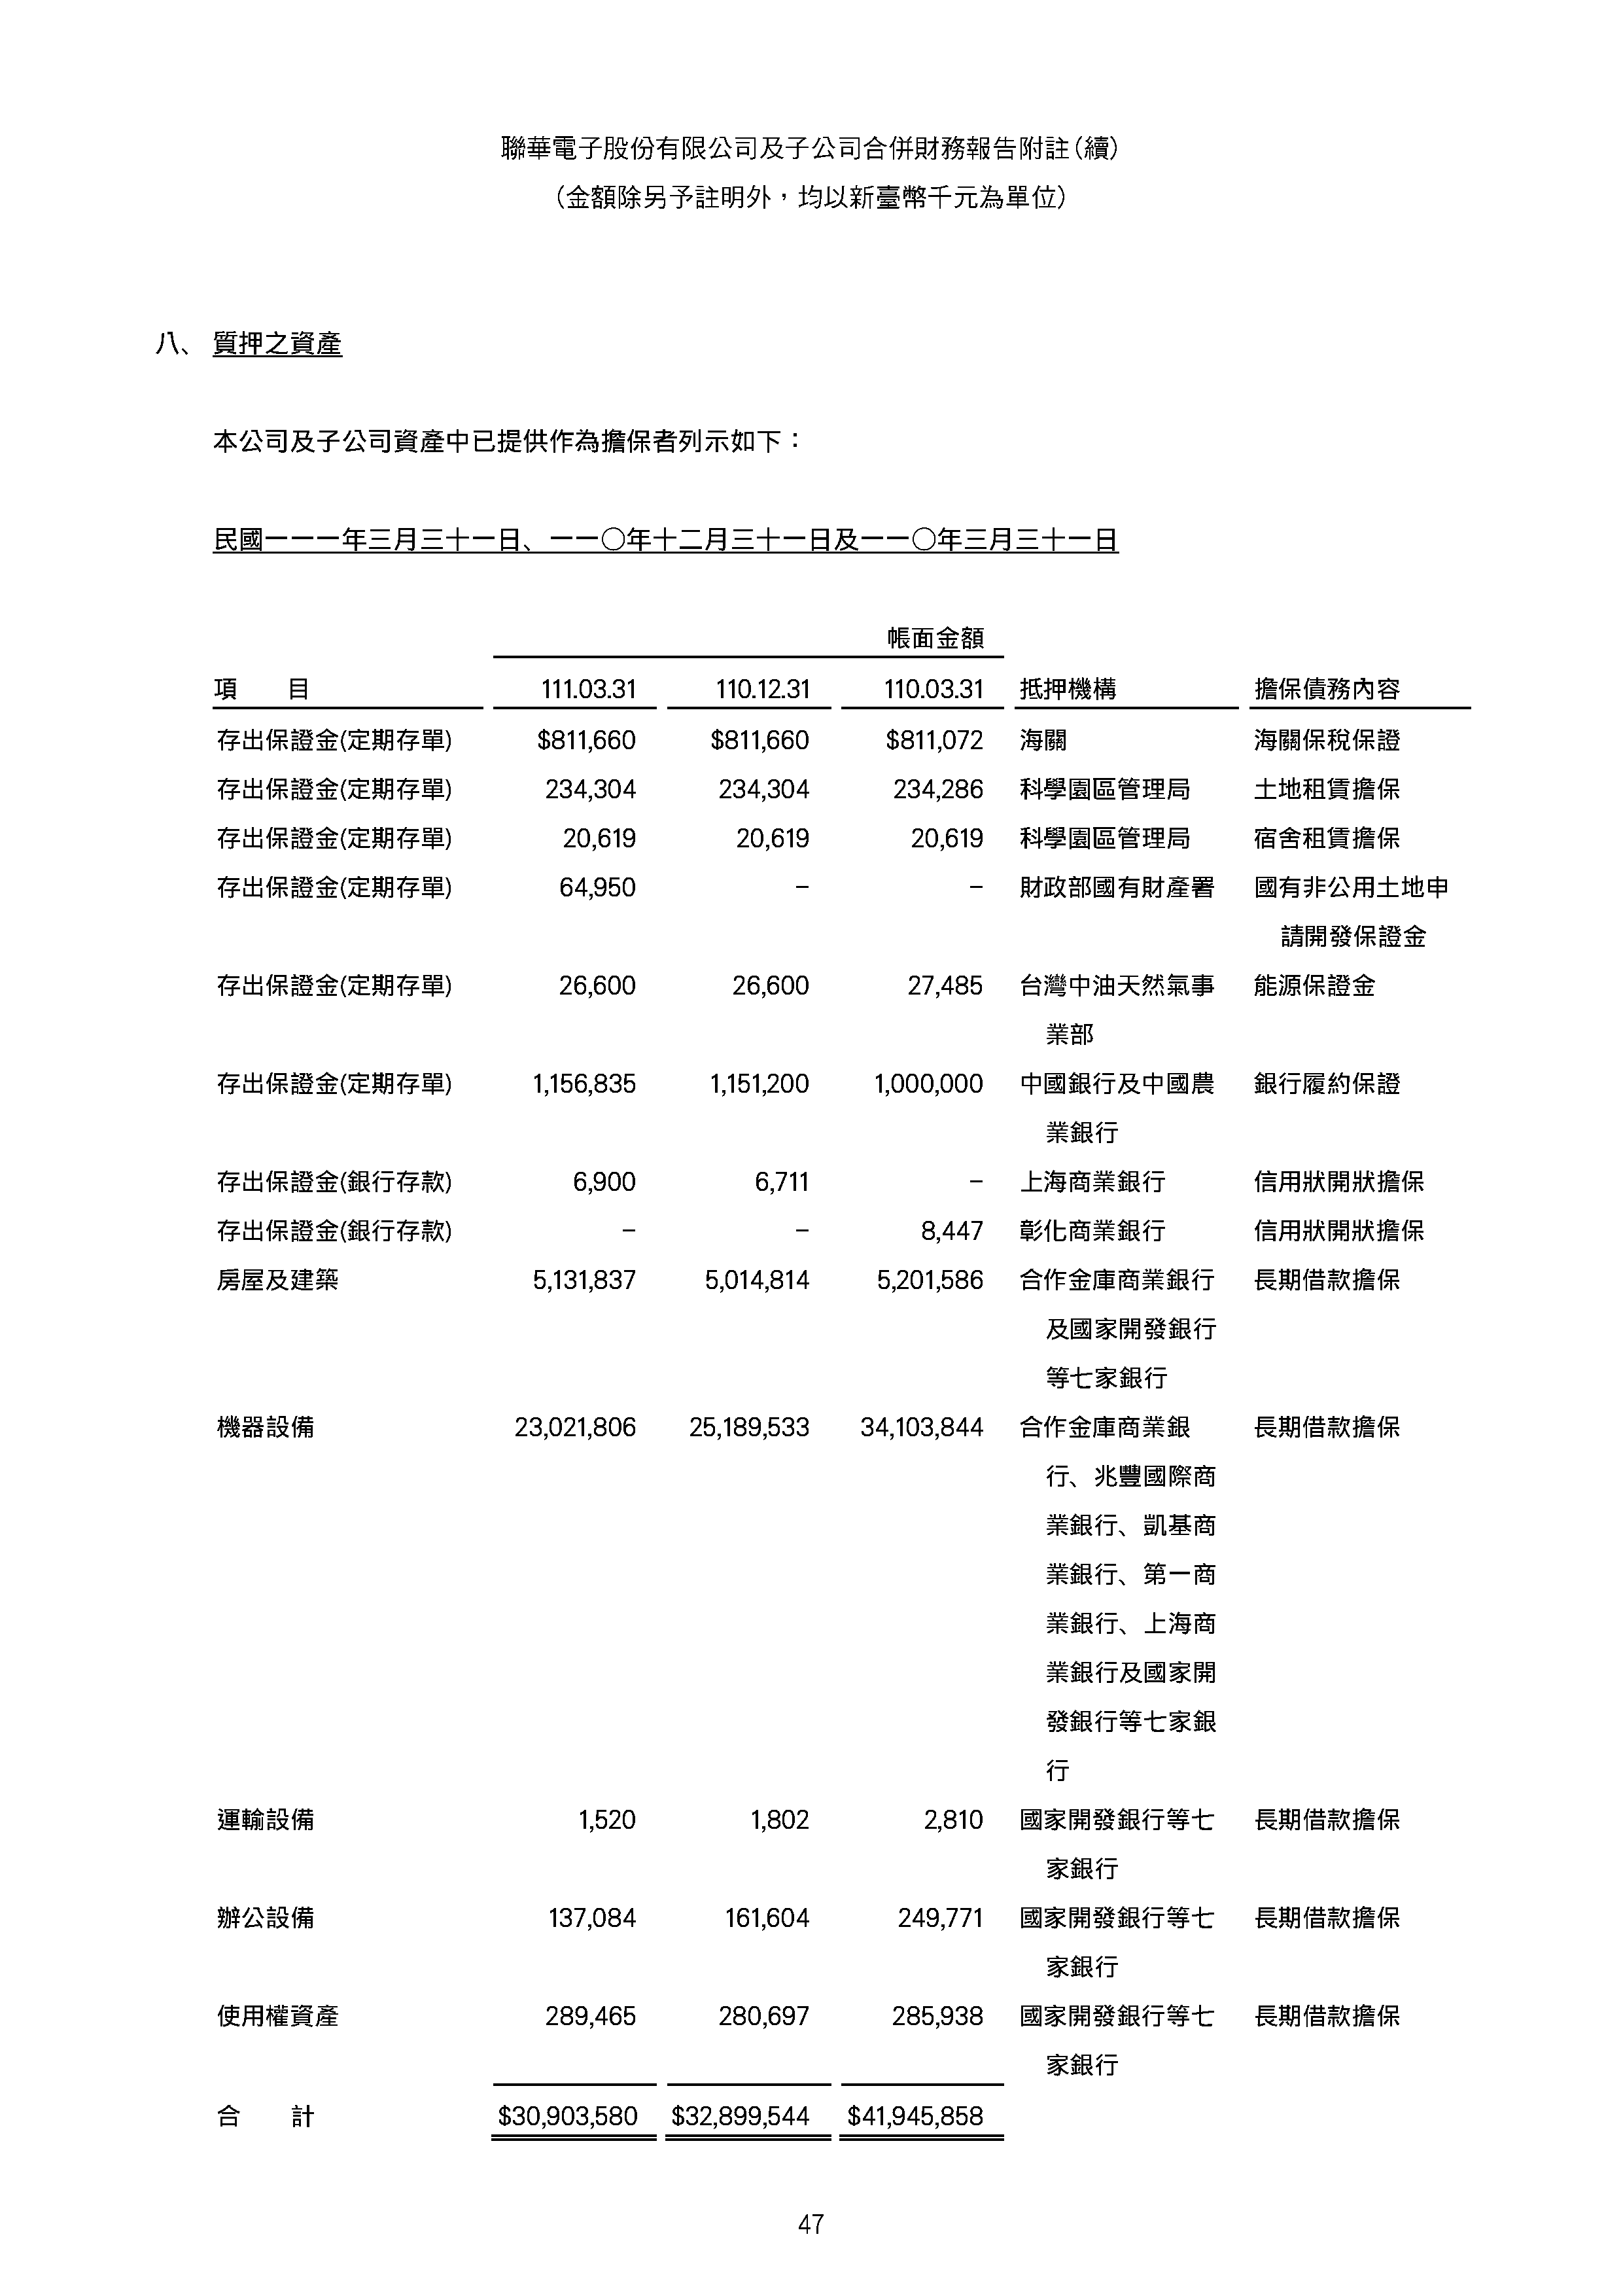 聯華電子股份有限公司及子公司合併財務報告附註(續)
(金額除另予註明外，均以新臺幣千元為單位)
八、 質押之資產
本公司及子公司資產中已提供作為擔保者列示如下：
民國一一一年三月三十一日、一一○年十二月三十一日及一一○年三月三十一日
帳面金額
項 目 111.03.31 110.12.31 110.03.31 抵押機構 擔保債務內容
存出保證金(定期存單) $811,660 $811,660 $811,072 海關 海關保稅保證
存出保證金(定期存單) 234,304 234,304 234,286 科學園區管理局 土地租賃擔保
存出保證金(定期存單) 20,619 20,619 20,619 科學園區管理局 宿舍租賃擔保
存出保證金(定期存單) 64,950 – – 財政部國有財產署 國有非公用土地申
請開發保證金
存出保證金(定期存單) 26,600 26,600 27,485 台灣中油天然氣事 能源保證金
業部
存出保證金(定期存單) 1,156,835 1,151,200 1,000,000 中國銀行及中國農 銀行履約保證
業銀行
存出保證金(銀行存款) 6,900 6,711 – 上海商業銀行 信用狀開狀擔保
存出保證金(銀行存款) – – 8,447 彰化商業銀行 信用狀開狀擔保
房屋及建築 5,131,837 5,014,814 5,201,586 合作金庫商業銀行 長期借款擔保
及國家開發銀行
等七家銀行
機器設備 23,021,806 25,189,533 34,103,844 合作金庫商業銀 長期借款擔保
行、兆豐國際商
業銀行、凱基商
業銀行、第一商
業銀行、上海商
業銀行及國家開
發銀行等七家銀
行
運輸設備 1,520 1,802 2,810 國家開發銀行等七 長期借款擔保
家銀行
辦公設備 137,084 161,604 249,771 國家開發銀行等七 長期借款擔保
家銀行
使用權資產 289,465 280,697 285,938 國家開發銀行等七 長期借款擔保
家銀行
合 計 $30,903,580 $32,899,544 $41,945,858
47